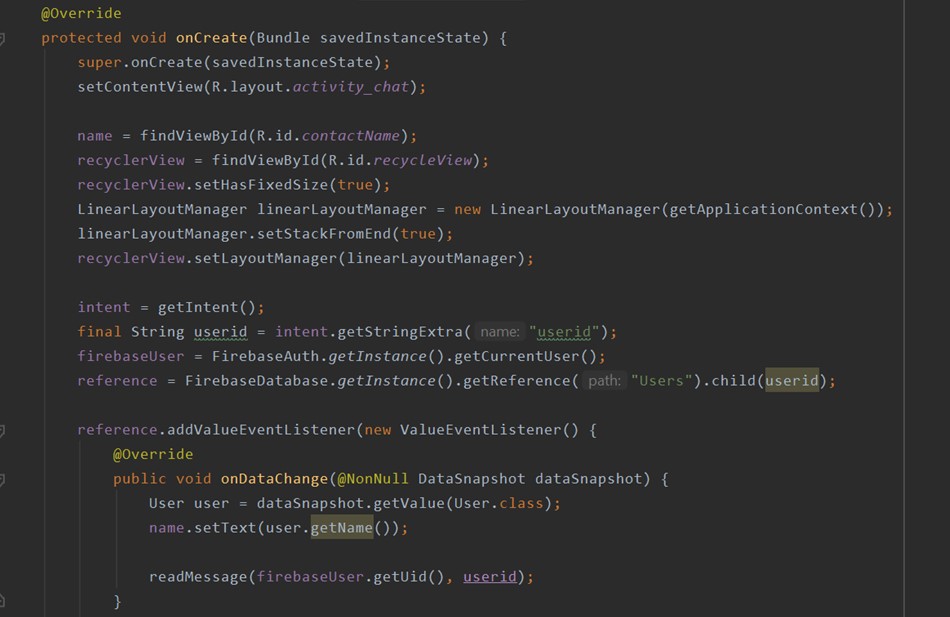 @Override
protected void onCreate(Bundle savedInstanceState) {
super.onCreate(savedInstanceState);
setContentView(R.layout.activity_chat);
name = findViewById(R.id.contactName);
recyclerView = findViewById(R.id.recycleView);
recyclerView.setHasFixedSize(true);
LinearLayoutManager linearLayoutManager = new LinearLayoutManager(getApplicationContext());
linearLayoutManager.setStackFromEnd(true);
recyclerView.setLayoutManager(linearLayoutManager);
intent = getIntent();
final String userid = intent.getStringExtra( name: "userid");
firebaseUser = FirebaseAuth.getInstance().getCurrentUser();
reference = FirebaseDatabase.getInstance().getReference( path: "Users").child(userid);
reference.addValueEventListener(new ValueEventListener() {
@Override
public void onDataChange(@NonNull DataSnapshot dataSnapshot) {
User user = dataSnapshot.getValue(User.class);
name.setText(user.getName());
readMessage(firebaseUser.getUid(), userid);
}